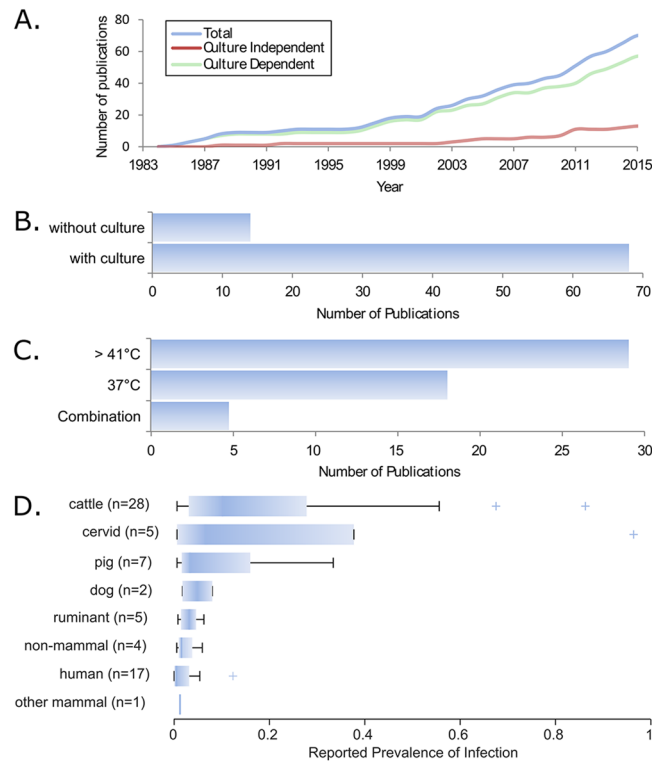 A.
Number of publications
80
60
40
20
0
Total
Culture Independent
Culture Dependent
1983 1987 1991 1995 1999 2003 2007 2011 2015
Year
B.
without culture
with culture
0 10 20 30 40 50 60 70
Number of Publications
C.
> 41°C
37°C
Combination
0 5 10 15 20 25 30
Number of Publications
D.
cattle (n=28)
cervid (n=5)
pig (n=7)
dog (n=2)
ruminant (n=5)
non-mammal (n=4)
human (n=17)
other mammal (n=1)
0 0.2 0.4 0.6 0.8 1
Reported Prevalence of Infection